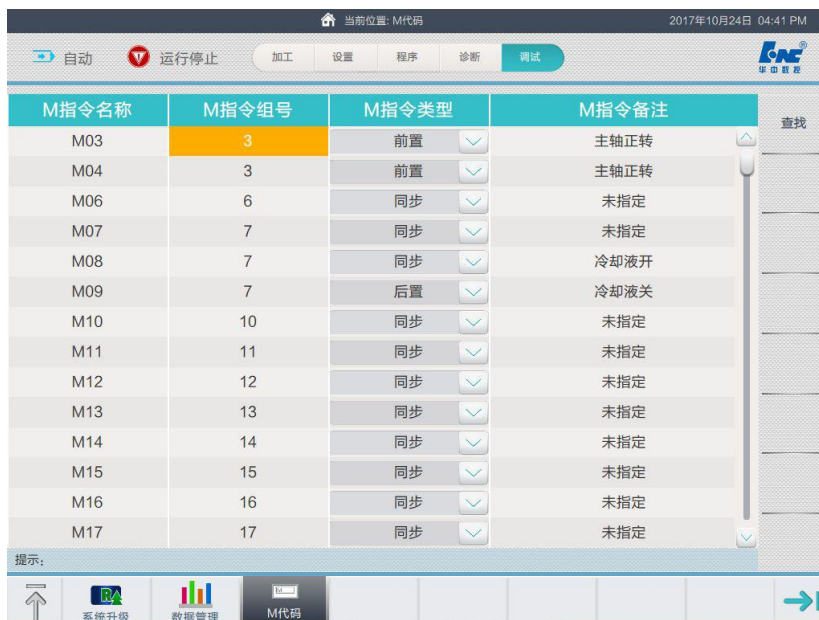 当前位置: M代码 2017年10月24日 04:41 PM
自动 运行停止 加工 设置 程序 诊断 调试 华中数控
M指令名称 M指令组号 M指令类型 M指令备注 查找
M03 3 前置 主轴正转
M04 3 前置 主轴正转
M06 6 同步 未指定
M07 7 同步 未指定
M08 7 同步 冷却液开
M09 7 后置 冷却液关
M10 10 同步 未指定
M11 11 同步 未指定
M12 12 同步 未指定
M13 13 同步 未指定
M14 14 同步 未指定
M15 15 同步 未指定
M16 16 同步 未指定
M17 17 同步 未指定
提示:
系统升级 数据管理 M代码